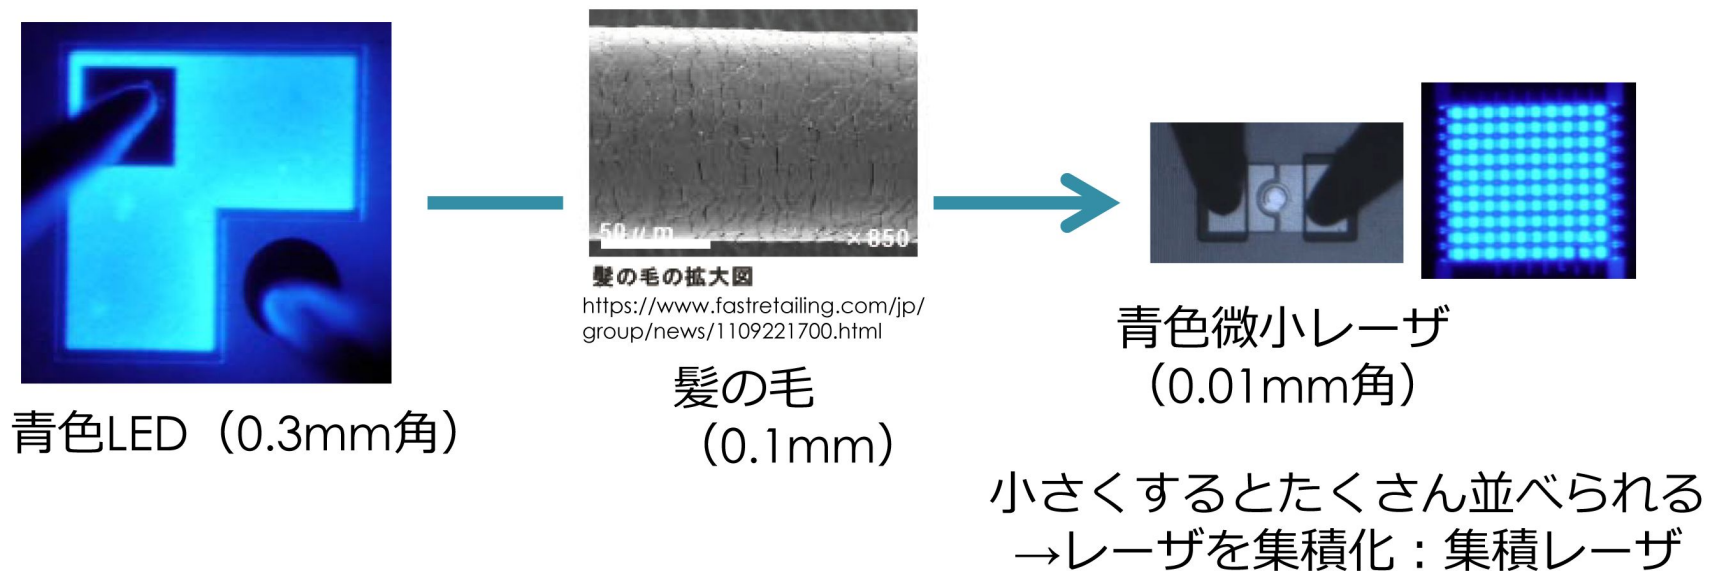 50μm
×850
髪の毛の拡大図
https://www.fastretailing.com/jp/
group/news/1109221700.html
青色LED（0.3mm角）
髪の毛
（0.1mm）
青色微小レーザ
（0.01mm角）
小さくするとたくさん並べられる
→レーザを集積化：集積レーザ